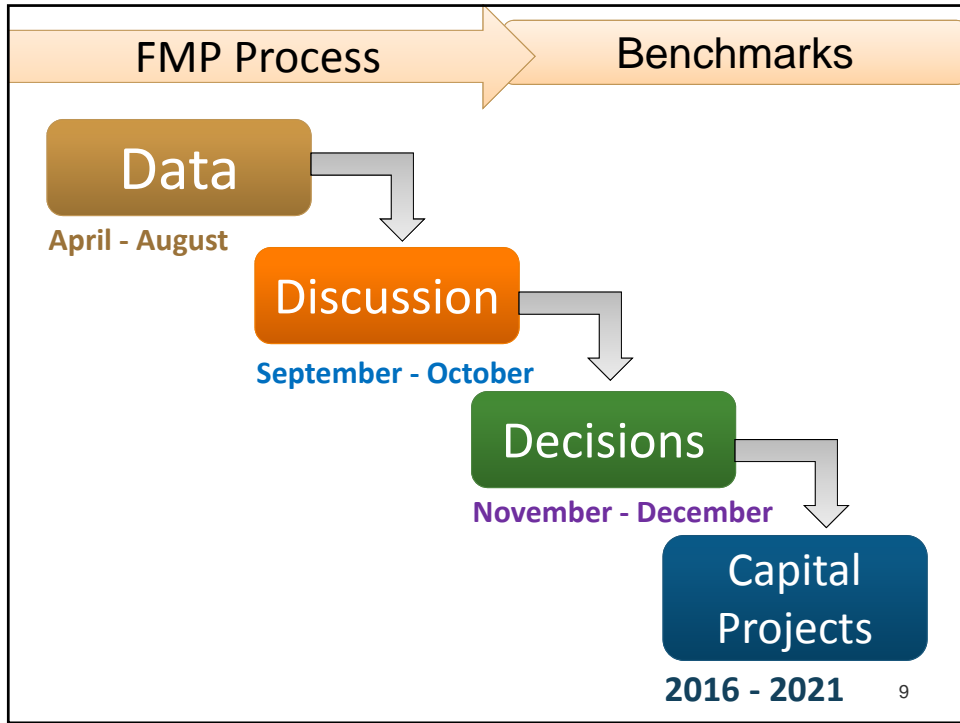 FMP Process
Benchmarks
Data
April - August
Discussion
September - October
Decisions
November - December
Capital
Projects
2016 - 2021
9